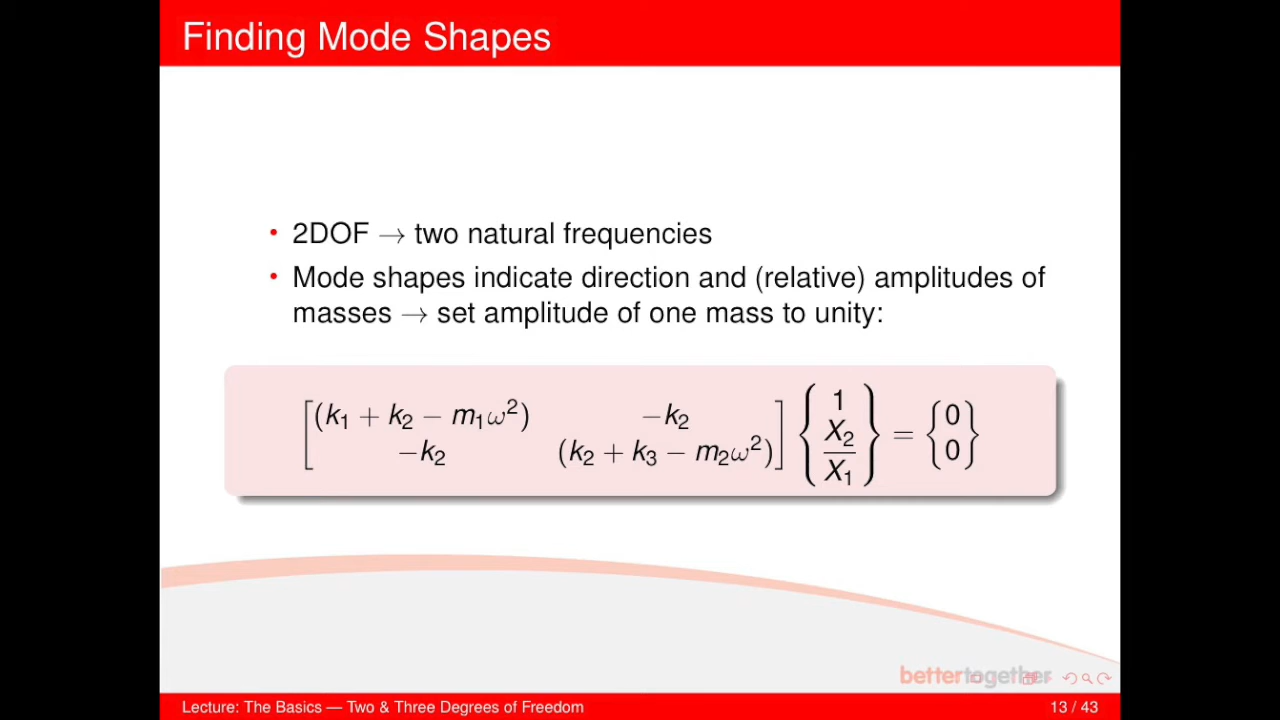 Finding Mode Shapes
• 2DOF → two natural frequencies
• Mode shapes indicate direction and (relative) amplitudes of
masses → set amplitude of one mass to unity:
[(k₁ + k₂ − m₁ω²) −k₂] {1} = {0}
[−k₂ (k₂ + k₃ − m₂ω²)] {X₂/X₁} {0}
bettertogether
Lecture: The Basics — Two & Three Degrees of Freedom 13 / 43